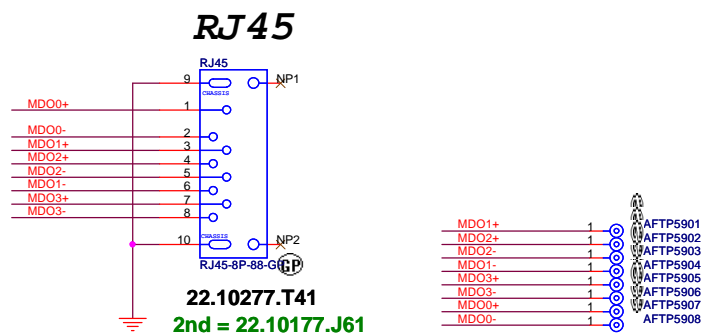 RJ45
RJ45
9 NP1
CHASSIS
MDO0+ 1
MDO0- 2
MDO1+ 3
MDO2+ 4
MDO2- 5
MDO1- 6
MDO3+ 7
MDO3- 8
CHASSIS
10 NP2
RJ45-8P-88-G GP
22.10277.T41
2nd = 22.10177.J61
MDO1+ 1 AFTP5901
MDO2+ 1 AFTP5902
MDO2- 1 AFTP5903
MDO1- 1 AFTP5904
MDO3+ 1 AFTP5905
MDO3- 1 AFTP5906
MDO0+ 1 AFTP5907
MDO0- 1 AFTP5908